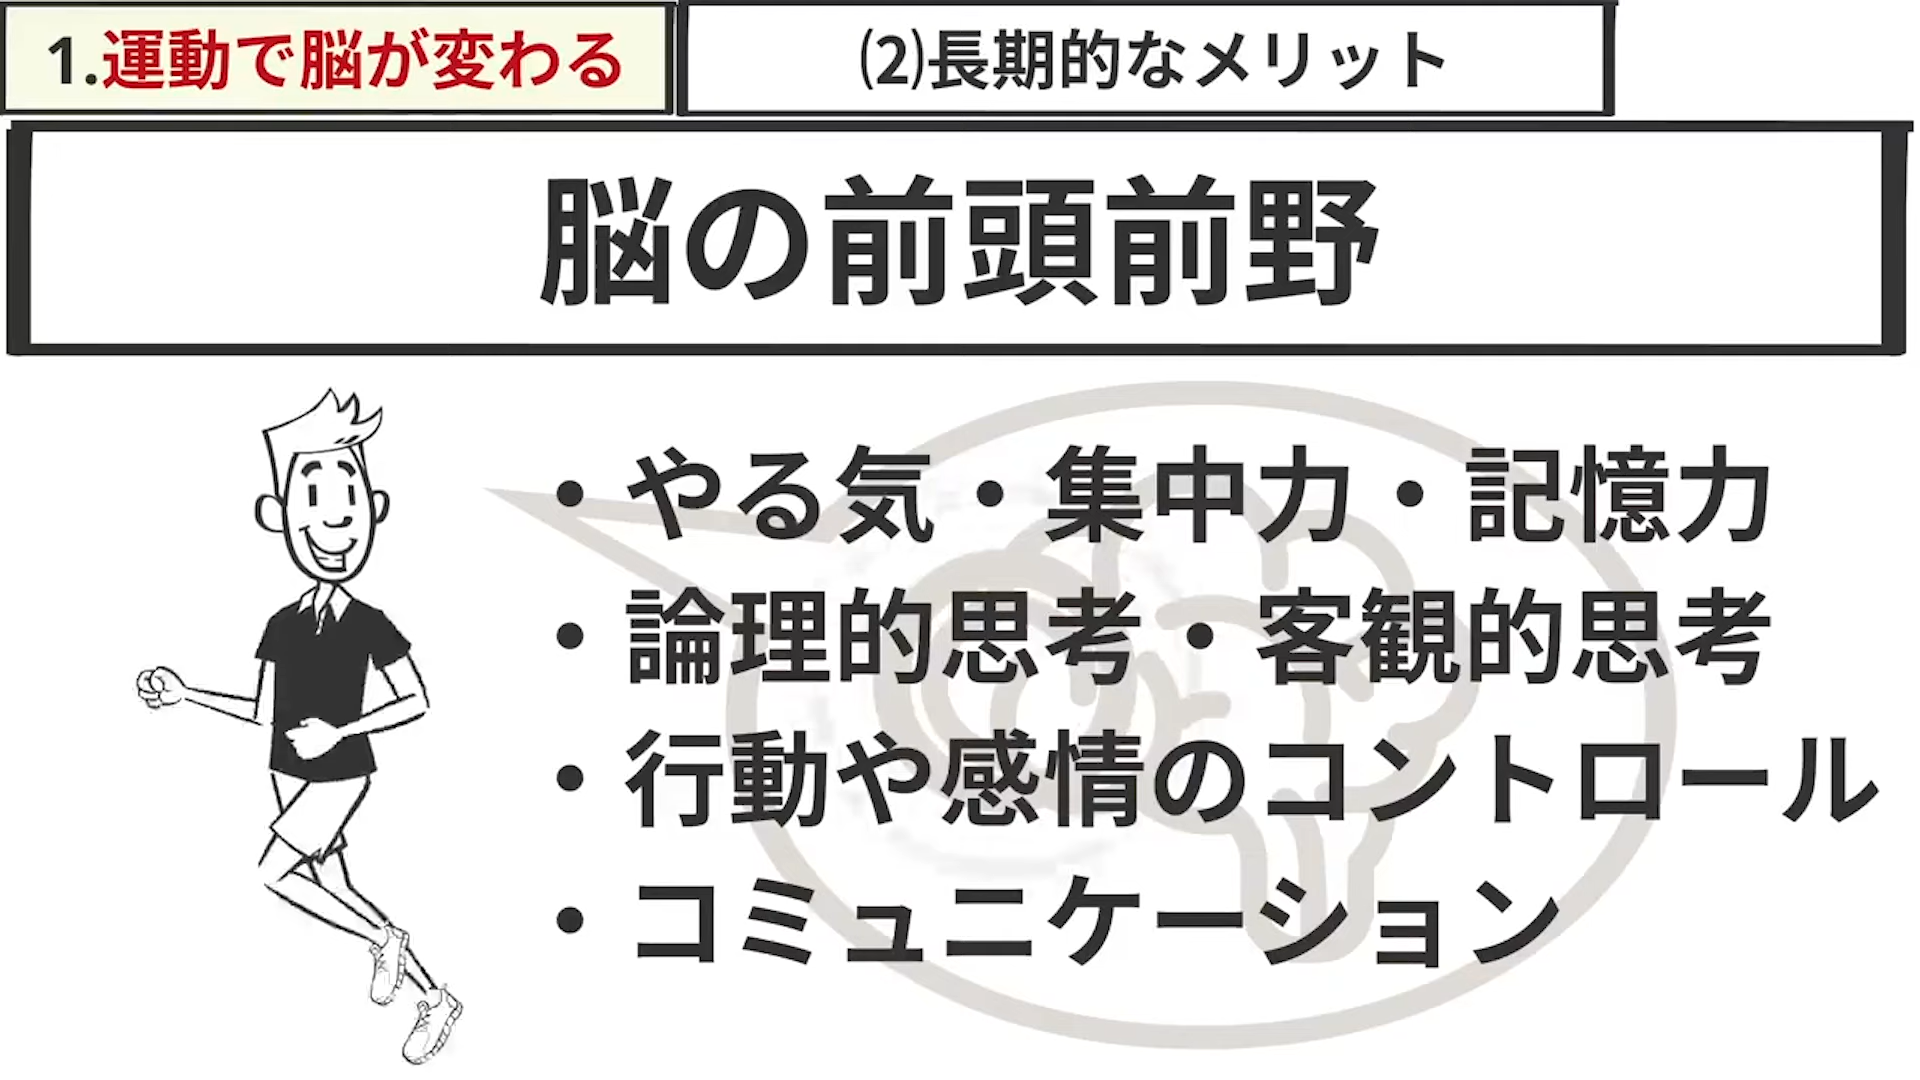 1.運動で脳が変わる
⑵長期的なメリット
脳の前頭前野
・やる気・集中力・記憶力
・論理的思考・客観的思考
・行動や感情のコントロール
・コミュニケーション